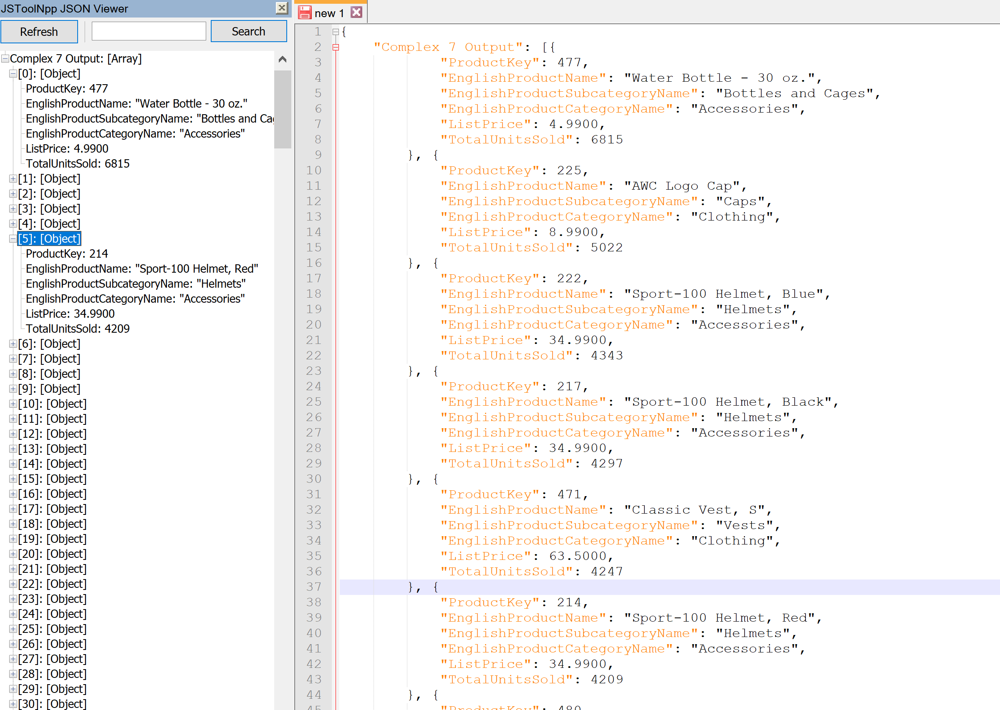 JSToolNpp JSON Viewer
Refresh
Search
Complex 7 Output: [Array]
[0]: [Object]
ProductKey: 477
EnglishProductName: "Water Bottle - 30 oz."
EnglishProductSubcategoryName: "Bottles and Cag
EnglishProductCategoryName: "Accessories"
ListPrice: 4.9900
TotalUnitsSold: 6815
[1]: [Object]
[2]: [Object]
[3]: [Object]
[4]: [Object]
[5]: [Object]
ProductKey: 214
EnglishProductName: "Sport-100 Helmet, Red"
EnglishProductSubcategoryName: "Helmets"
EnglishProductCategoryName: "Accessories"
ListPrice: 34.9900
TotalUnitsSold: 4209
[6]: [Object]
[7]: [Object]
[8]: [Object]
[9]: [Object]
[10]: [Object]
[11]: [Object]
[12]: [Object]
[13]: [Object]
[14]: [Object]
[15]: [Object]
[16]: [Object]
[17]: [Object]
[18]: [Object]
[19]: [Object]
[20]: [Object]
[21]: [Object]
[22]: [Object]
[23]: [Object]
[24]: [Object]
[25]: [Object]
[26]: [Object]
[27]: [Object]
[28]: [Object]
[29]: [Object]
[30]: [Object]
new 1
1 {
2 "Complex 7 Output": [{
3 "ProductKey": 477,
4 "EnglishProductName": "Water Bottle - 30 oz.",
5 "EnglishProductSubcategoryName": "Bottles and Cages",
6 "EnglishProductCategoryName": "Accessories",
7 "ListPrice": 4.9900,
8 "TotalUnitsSold": 6815
9 }, {
10 "ProductKey": 225,
11 "EnglishProductName": "AWC Logo Cap",
12 "EnglishProductSubcategoryName": "Caps",
13 "EnglishProductCategoryName": "Clothing",
14 "ListPrice": 8.9900,
15 "TotalUnitsSold": 5022
16 }, {
17 "ProductKey": 222,
18 "EnglishProductName": "Sport-100 Helmet, Blue",
19 "EnglishProductSubcategoryName": "Helmets",
20 "EnglishProductCategoryName": "Accessories",
21 "ListPrice": 34.9900,
22 "TotalUnitsSold": 4343
23 }, {
24 "ProductKey": 217,
25 "EnglishProductName": "Sport-100 Helmet, Black",
26 "EnglishProductSubcategoryName": "Helmets",
27 "EnglishProductCategoryName": "Accessories",
28 "ListPrice": 34.9900,
29 "TotalUnitsSold": 4297
30 }, {
31 "ProductKey": 471,
32 "EnglishProductName": "Classic Vest, S",
33 "EnglishProductSubcategoryName": "Vests",
34 "EnglishProductCategoryName": "Clothing",
35 "ListPrice": 63.5000,
36 "TotalUnitsSold": 4247
37 }, {
38 "ProductKey": 214,
39 "EnglishProductName": "Sport-100 Helmet, Red",
40 "EnglishProductSubcategoryName": "Helmets",
41 "EnglishProductCategoryName": "Accessories",
42 "ListPrice": 34.9900,
43 "TotalUnitsSold": 4209
44 }, {
45 "ProductKey": 480